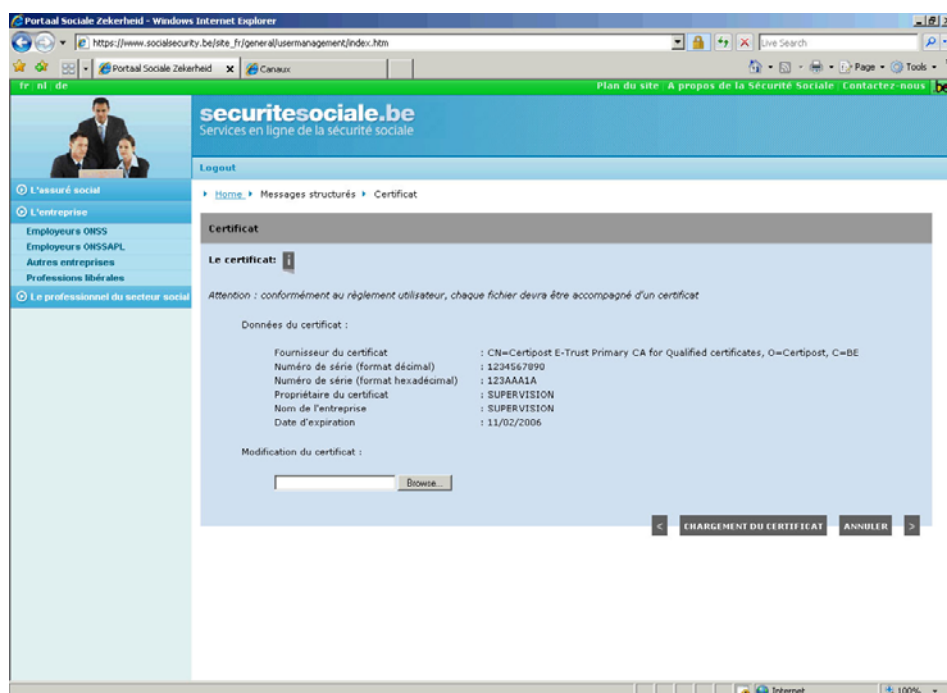 Portaal Sociale Zekerheid - Windows Internet Explorer
https://www.socialsecurity.be/site_fr/general/usermanagement/index.htm
Live Search
Portaal Sociale Zekerheid
Canaux
Page
Tools
fr nl de
Plan du site A propos de la Sécurité Sociale Contactez-nous
securitesociale.be
Services en ligne de la sécurité sociale
Logout
L'assuré social
L'entreprise
Employeurs ONSS
Employeurs ONSSAPL
Autres entreprises
Professions libérales
Le professionnel du secteur social
Home Messages structurés Certificat
Certificat
Le certificat: i
Attention : conformément au règlement utilisateur, chaque fichier devra être accompagné d'un certificat
Données du certificat :
Fournisseur du certificat : CN=Certipost E-Trust Primary CA for Qualified certificates, O=Certipost, C=BE
Numéro de série (format décimal) : 1234567890
Numéro de série (format hexadécimal) : 123AAA1A
Propriétaire du certificat : SUPERVISION
Nom de l'entreprise : SUPERVISION
Date d'expiration : 11/02/2006
Modification du certificat :
Browse...
< CHARGEMENT DU CERTIFICAT ANNULER >
Internet
100%